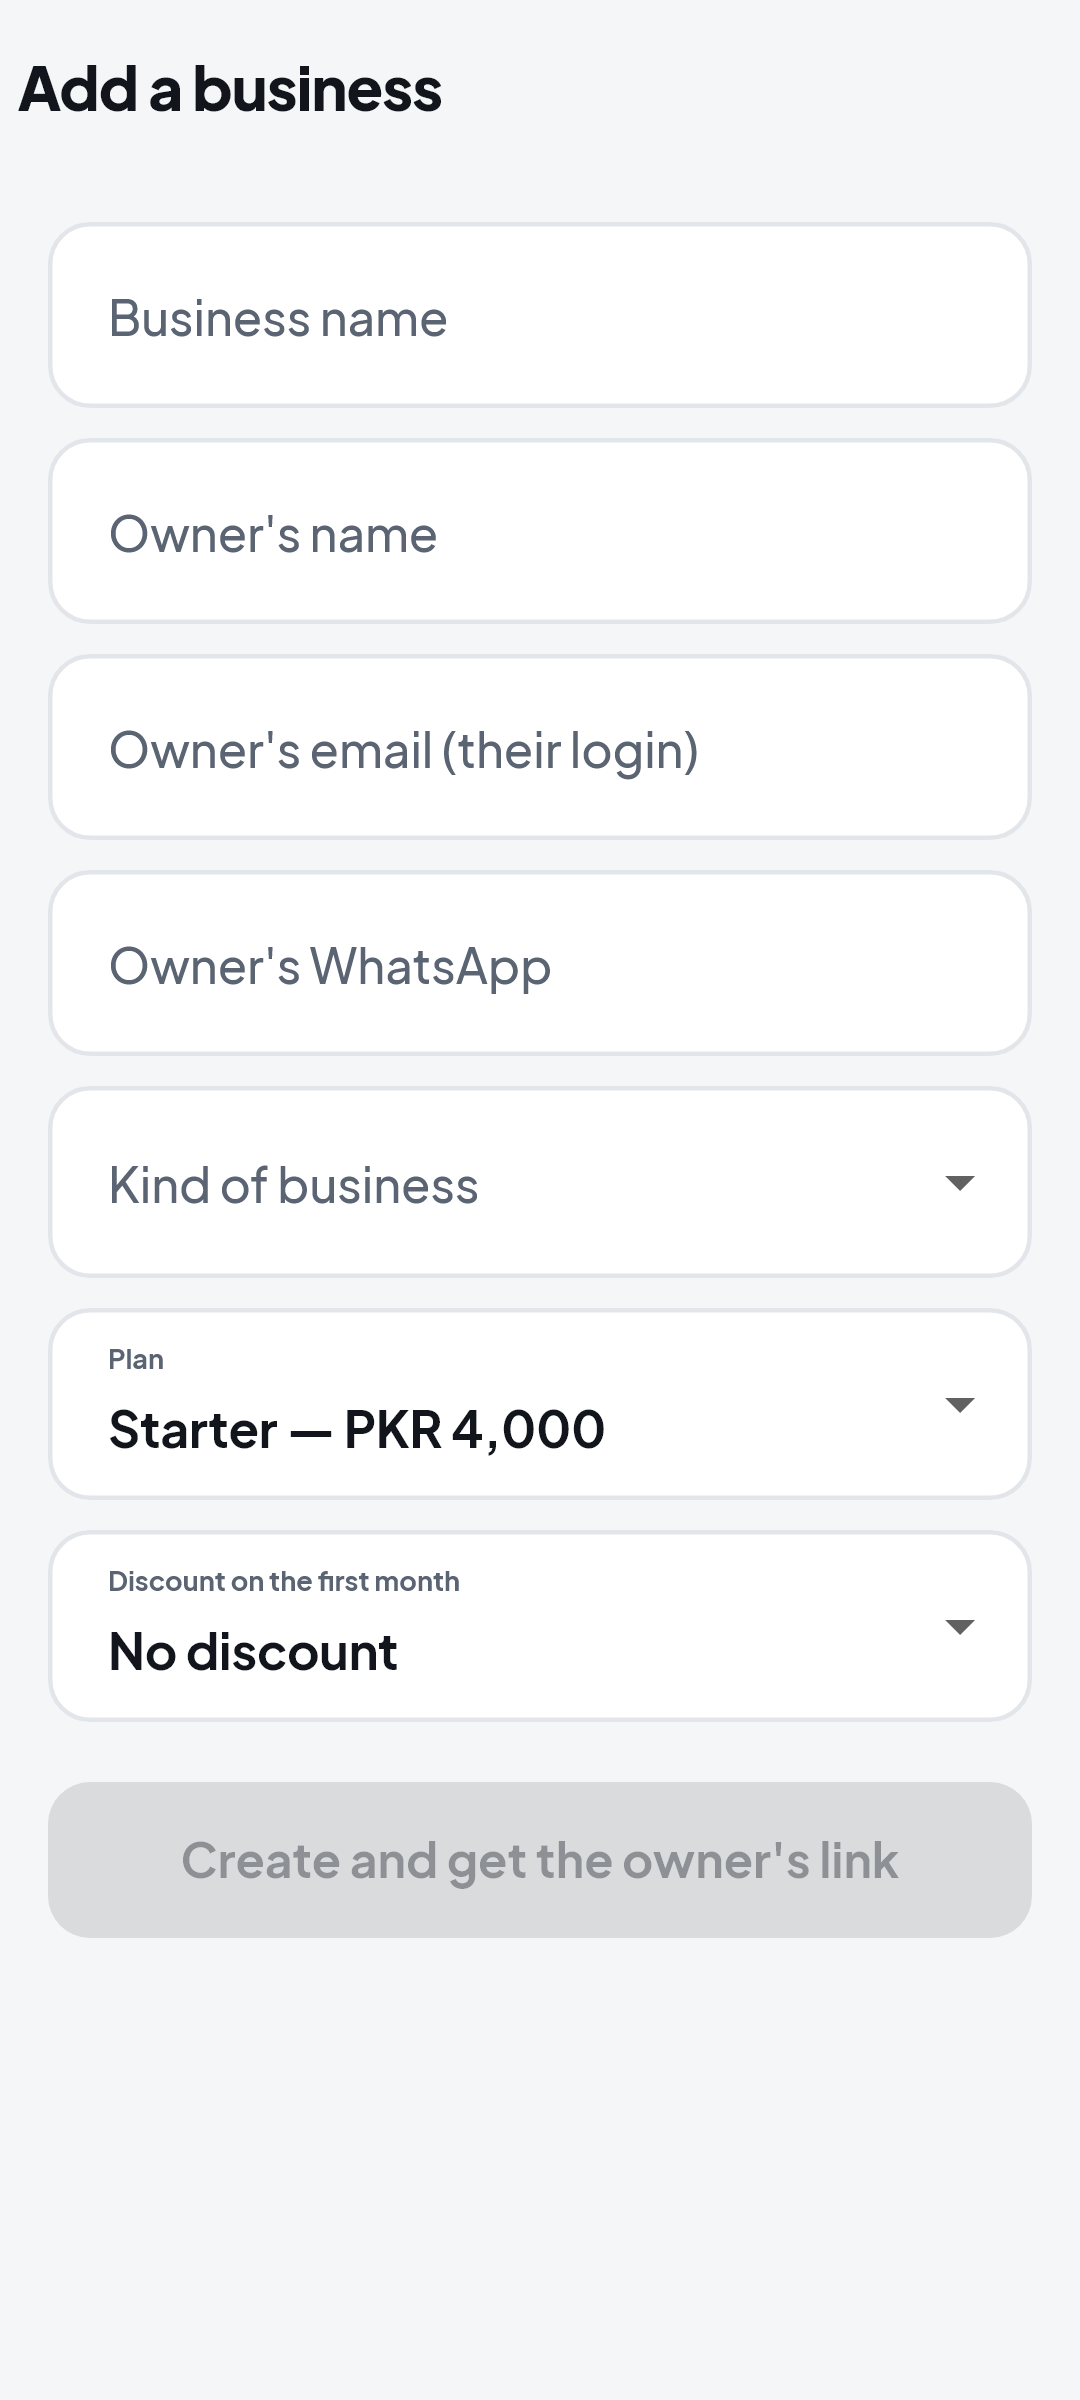 Add a business
Business name
Owner's name
Owner's email (their login)
Owner's WhatsApp
Kind of business
Plan
Starter — PKR 4,000
Discount on the first month
No discount
Create and get the owner's link